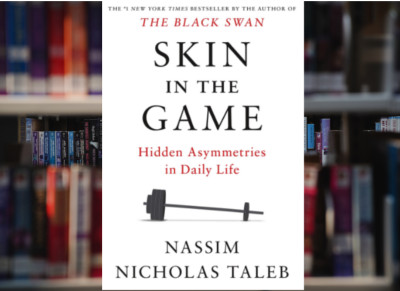 THE #1 NEW YORK TIMES BESTSELLER BY THE AUTHOR OF
THE BLACK SWAN
SKIN
IN THE
GAME
Hidden Asymmetries
in Daily Life
NASSIM
NICHOLAS TALEB